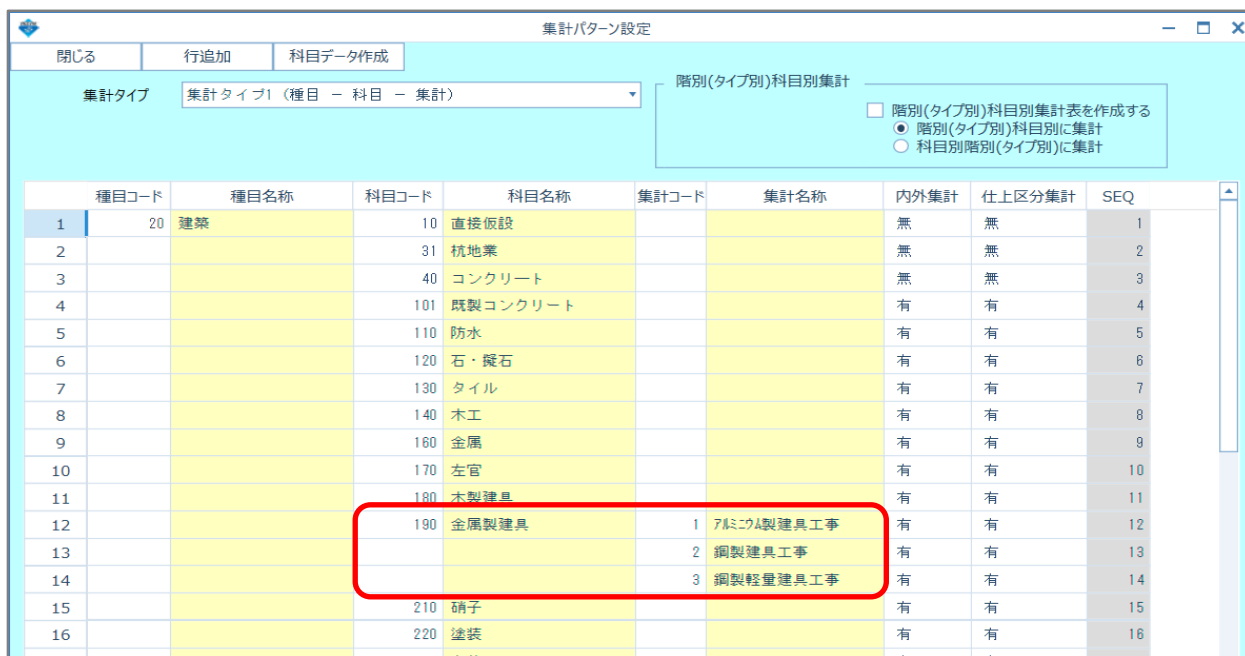 集計パターン設定
閉じる 行追加 科目データ作成
集計タイプ 集計タイプ1 (種目 － 科目 － 集計)
階別(タイプ別)科目別集計
階別(タイプ別)科目別集計表を作成する
階別(タイプ別)科目別に集計
科目別階別(タイプ別)に集計
種目コード 種目名称 科目コード 科目名称 集計コード 集計名称 内外集計 仕上区分集計 SEQ
1 20 建築 10 直接仮設 無 無 1
2 31 杭地業 無 無 2
3 40 コンクリート 無 無 3
4 101 既製コンクリート 有 有 4
5 110 防水 有 有 5
6 120 石・擬石 有 有 6
7 130 タイル 有 有 7
8 140 木工 有 有 8
9 160 金属 有 有 9
10 170 左官 有 有 10
11 180 木製建具 有 有 11
12 190 金属製建具 1 ｱﾙﾐﾆｳﾑ製建具工事 有 有 12
13 2 鋼製建具工事 有 有 13
14 3 鋼製軽量建具工事 有 有 14
15 210 硝子 有 有 15
16 220 塗装 有 有 16